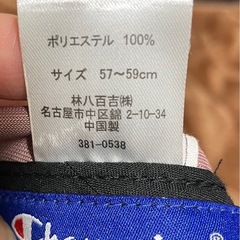 ポリエステル 100%
サイズ 57〜59cm
林八百吉㈱
名古屋市中区錦 2-10-34
中国製
381-0538
Champion
®